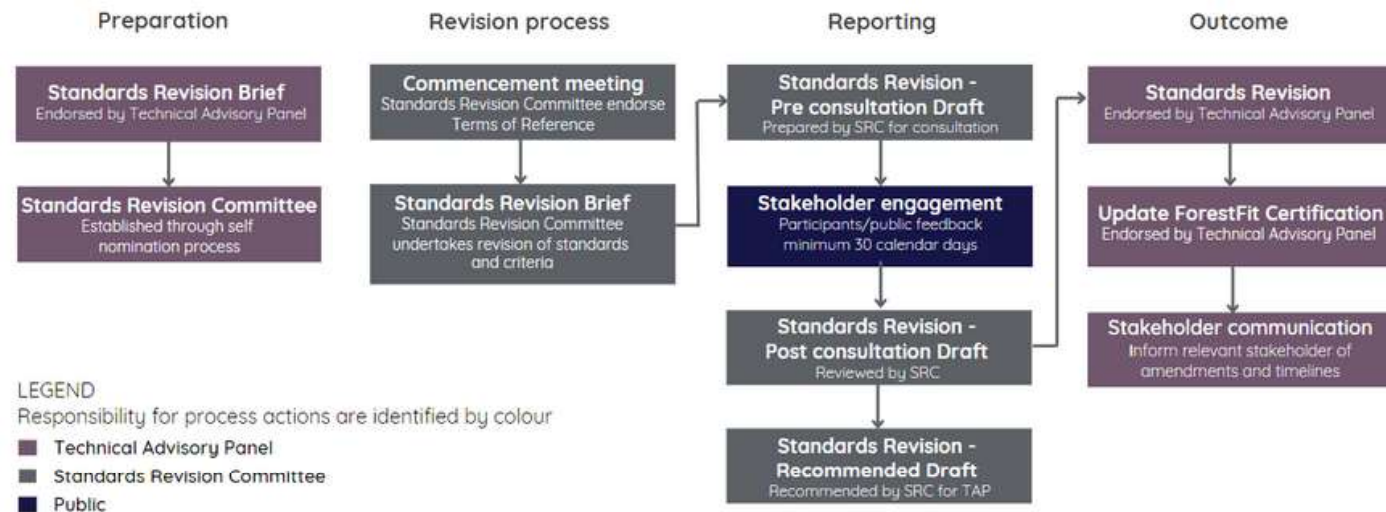 Preparation
Standards Revision Brief
Endorsed by Technical Advisory Panel
Standards Revision Committee
Established through self
nomination process
Revision process
Commencement meeting
Standards Revision Committee endorse
Terms of Reference
Standards Revision Brief
Standards Revision Committee
undertakes revision of standards
and criteria
Reporting
Standards Revision -
Pre consultation Draft
Prepared by SRC for consultation
Stakeholder engagement
Participants/public feedback
minimum 30 calendar days
Standards Revision -
Post consultation Draft
Reviewed by SRC
Standards Revision -
Recommended Draft
Recommended by SRC for TAP
Outcome
Standards Revision
Endorsed by Technical Advisory Panel
Update ForestFit Certification
Endorsed by Technical Advisory Panel
Stakeholder communication
Inform relevant stakeholder of
amendments and timelines
LEGEND
Responsibility for process actions are identified by colour
Technical Advisory Panel
Standards Revision Committee
Public